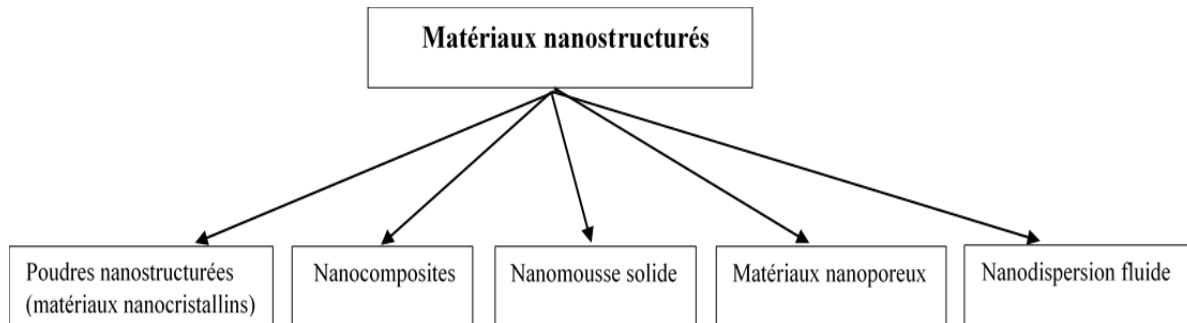 Matériaux nanostructurés
Poudres nanostructurées
(matériaux nanocristallins)
Nanocomposites
Nanomousse solide
Matériaux nanoporeux
Nanodispersion fluide